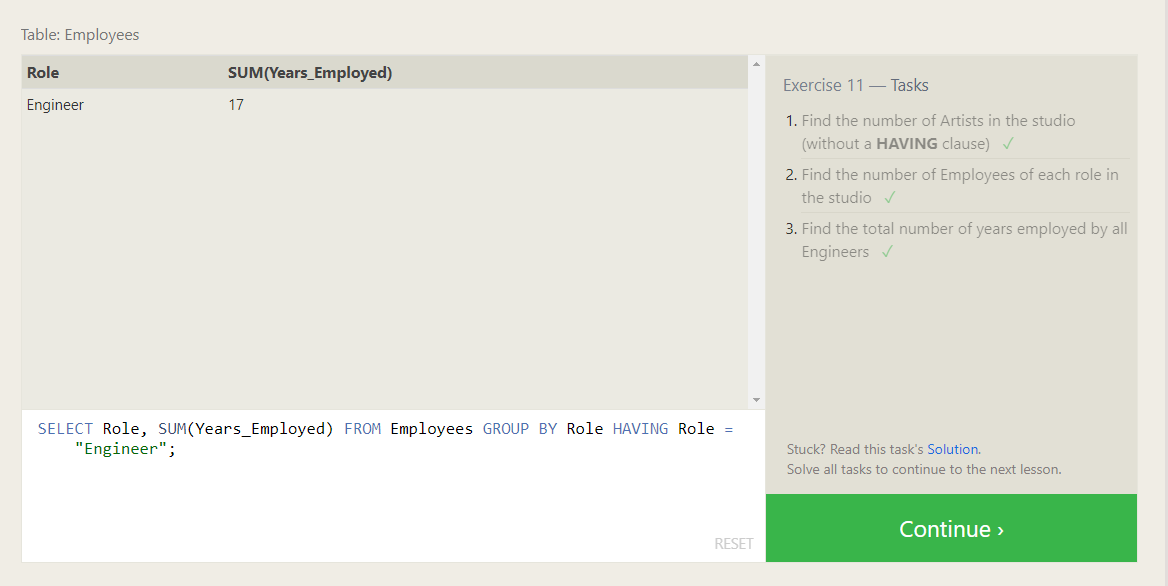 Table: Employees
Role SUM(Years_Employed)
Engineer 17
SELECT Role, SUM(Years_Employed) FROM Employees GROUP BY Role HAVING Role =
"Engineer";
RESET
Exercise 11 — Tasks
1. Find the number of Artists in the studio
(without a HAVING clause) ✓
2. Find the number of Employees of each role in
the studio ✓
3. Find the total number of years employed by all
Engineers ✓
Stuck? Read this task's Solution.
Solve all tasks to continue to the next lesson.
Continue ›